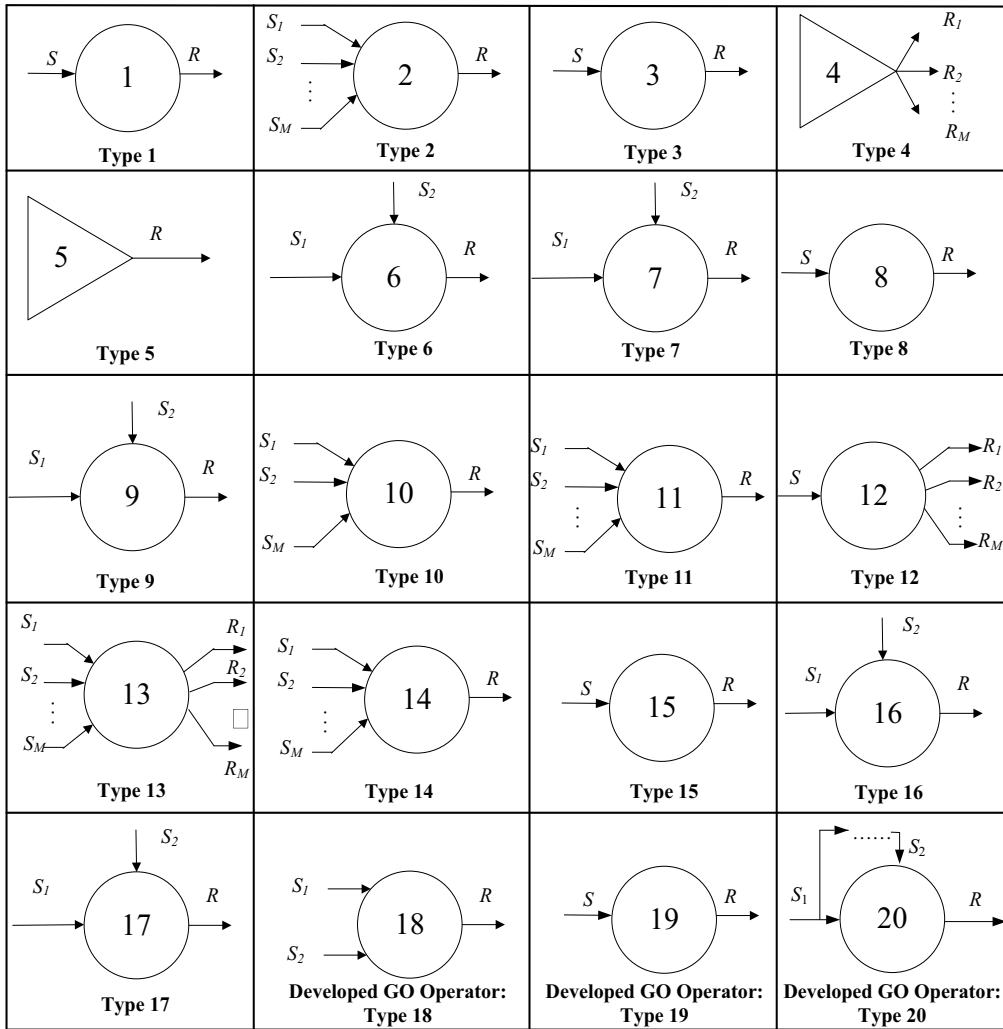 S
1
R
Type 1
S1
S2
⋮
SM
2
R
Type 2
S
3
R
Type 3
4
R1
R2
⋮
RM
Type 4
5
R
Type 5
S2
S1
6
R
Type 6
S2
S1
7
R
Type 7
S
8
R
Type 8
S2
S1
9
R
Type 9
S1
S2
SM
10
R
Type 10
S1
S2
⋮
SM
11
R
Type 11
S
12
R1
R2
⋮
RM
Type 12
S1
S2
⋮
SM
13
R1
R2
RM
Type 13
S1
S2
⋮
SM
14
R
Type 14
S
15
R
Type 15
S2
S1
16
R
Type 16
S2
S1
17
R
Type 17
S1
S2
18
R
Developed GO Operator:
Type 18
S
19
R
Developed GO Operator:
Type 19
......
S2
S1
20
R
Developed GO Operator:
Type 20